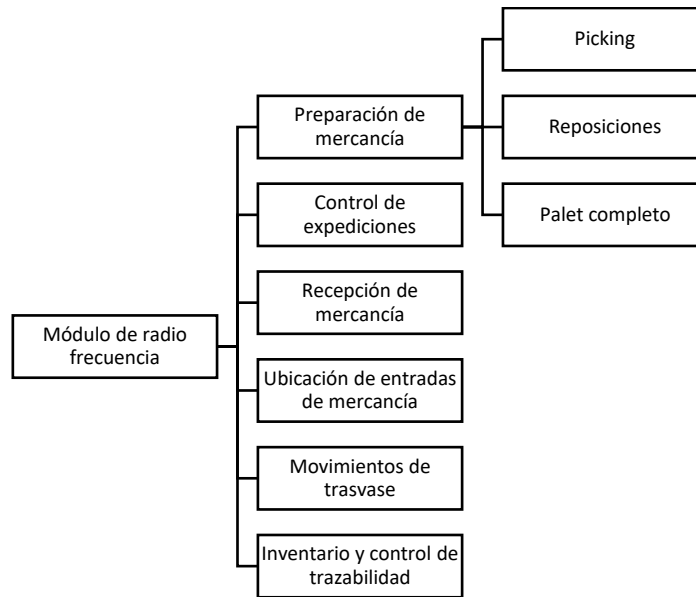 Módulo de radio
frecuencia
Preparación de
mercancía
Picking
Reposiciones
Palet completo
Control de
expediciones
Recepción de
mercancía
Ubicación de entradas
de mercancía
Movimientos de
trasvase
Inventario y control de
trazabilidad